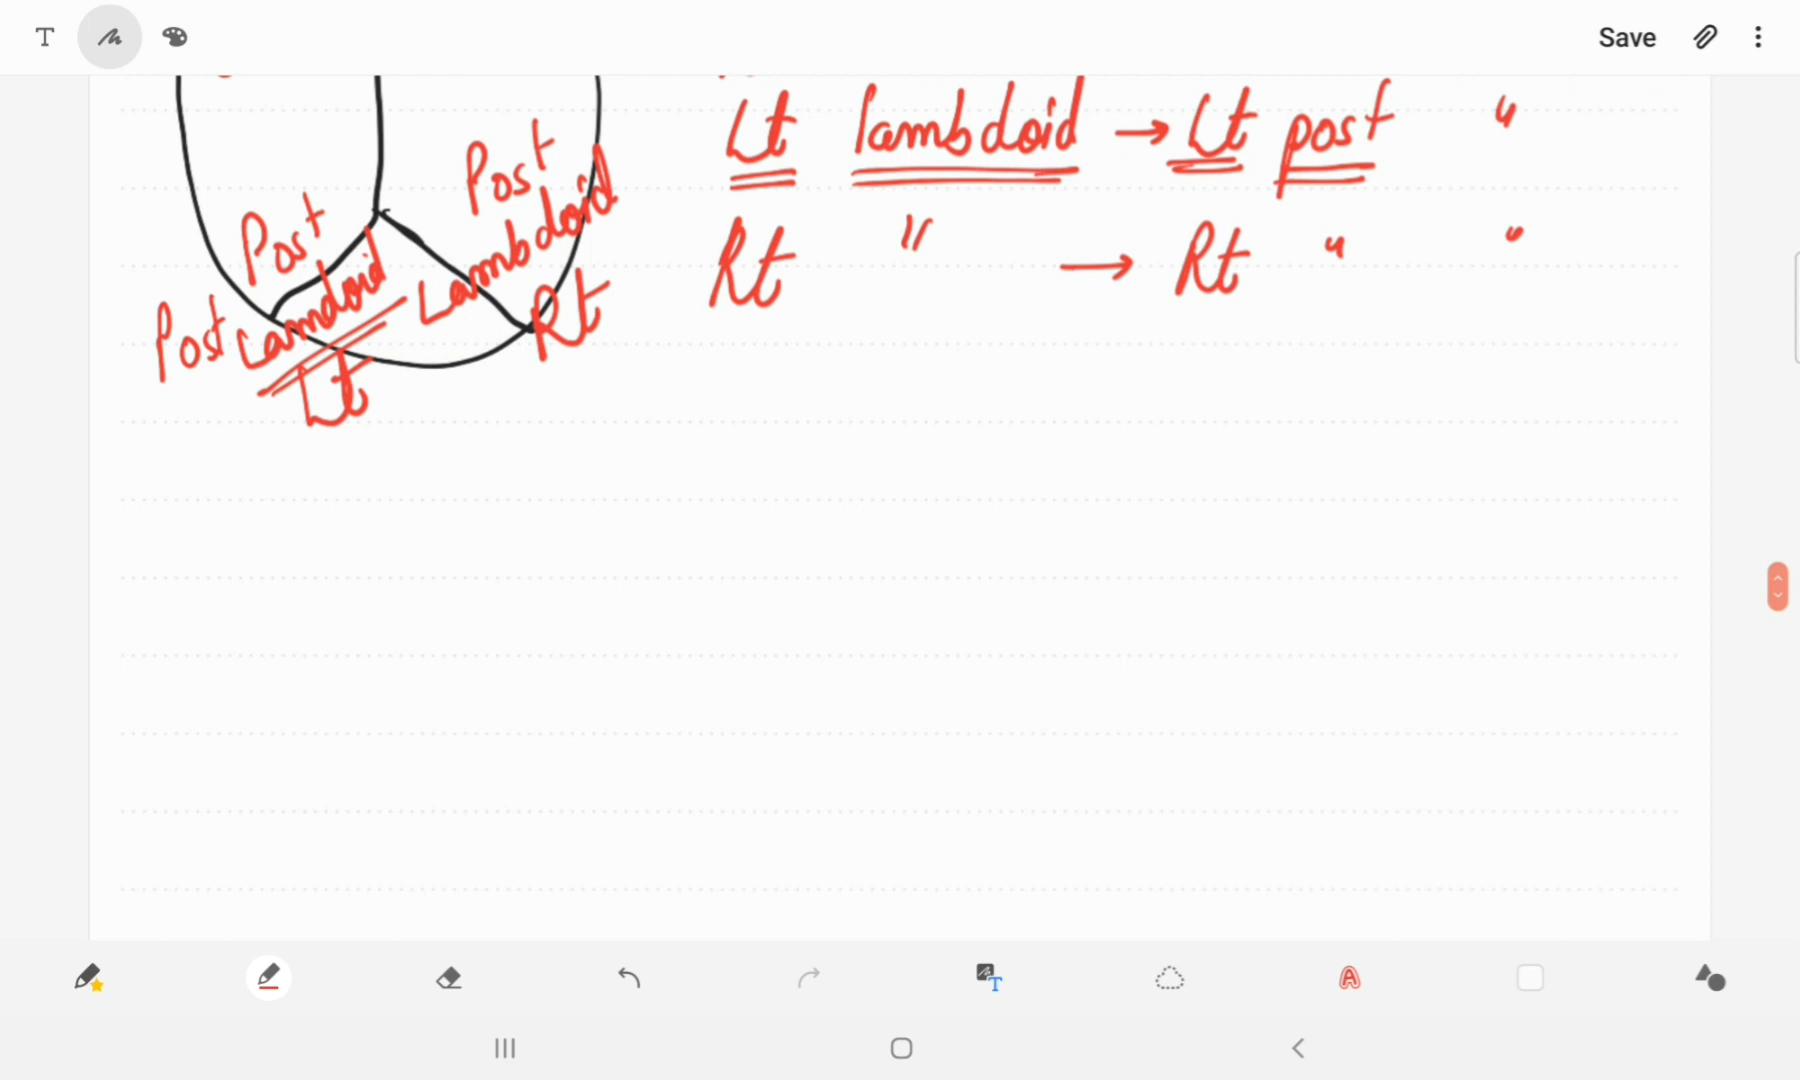 T
Save
Lt lambdoid → Lt post "
Rt " → Rt " "
Post
Lambdoid
Rt
Post
Lamdoid
Post
Lt
T
A